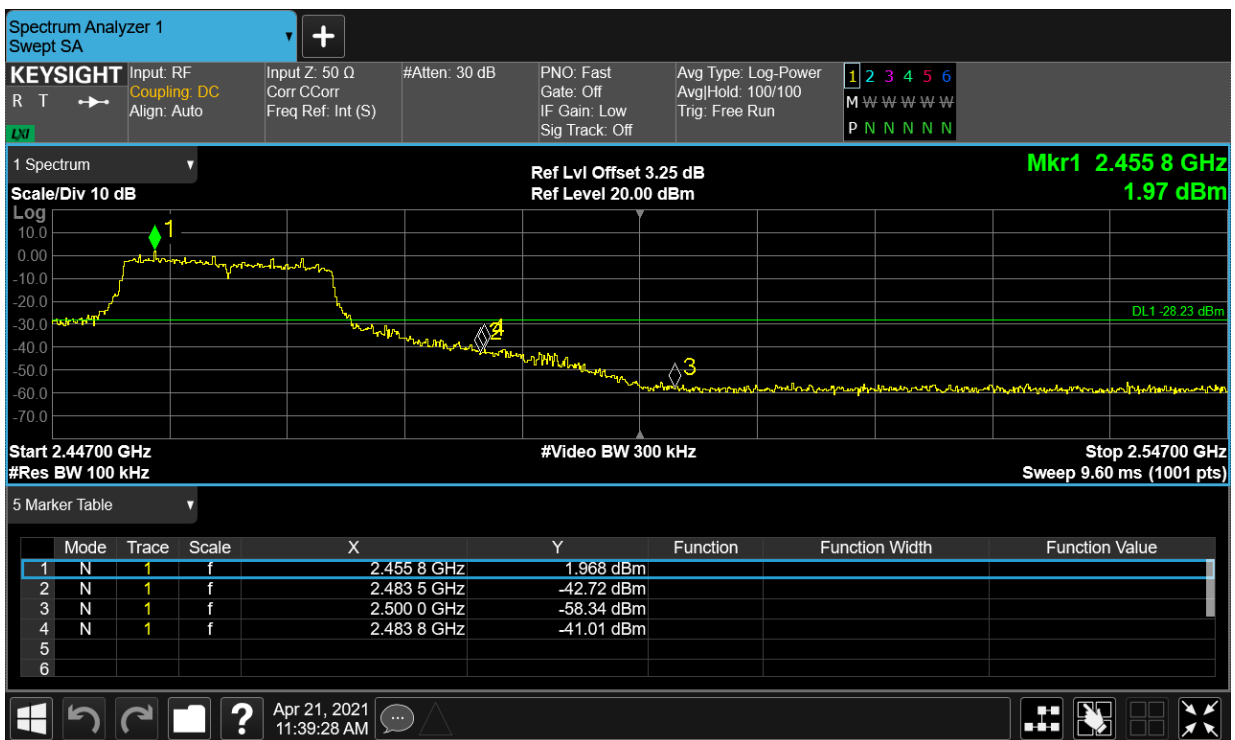 Spectrum Analyzer 1
Swept SA
+
KEYSIGHT
R T
LXI
Input: RF
Coupling: DC
Align: Auto
Input Z: 50 Ω
Corr CCorr
Freq Ref: Int (S)
#Atten: 30 dB
PNO: Fast
Gate: Off
IF Gain: Low
Sig Track: Off
Avg Type: Log-Power
Avg|Hold: 100/100
Trig: Free Run
1 2 3 4 5 6
M W W W W W
P N N N N N
1 Spectrum
Scale/Div 10 dB
Ref Lvl Offset 3.25 dB
Ref Level 20.00 dBm
Mkr1 2.455 8 GHz
1.97 dBm
Log
10.0
0.00
-10.0
-20.0
-30.0
-40.0
-50.0
-60.0
-70.0
1
2
4
3
DL1 -28.23 dBm
Start 2.44700 GHz
#Res BW 100 kHz
#Video BW 300 kHz
Stop 2.54700 GHz
Sweep 9.60 ms (1001 pts)
5 Marker Table
Mode Trace Scale X Y Function Function Width Function Value
1 N 1 f 2.455 8 GHz 1.968 dBm
2 N 1 f 2.483 5 GHz -42.72 dBm
3 N 1 f 2.500 0 GHz -58.34 dBm
4 N 1 f 2.483 8 GHz -41.01 dBm
5
6
?
Apr 21, 2021
11:39:28 AM